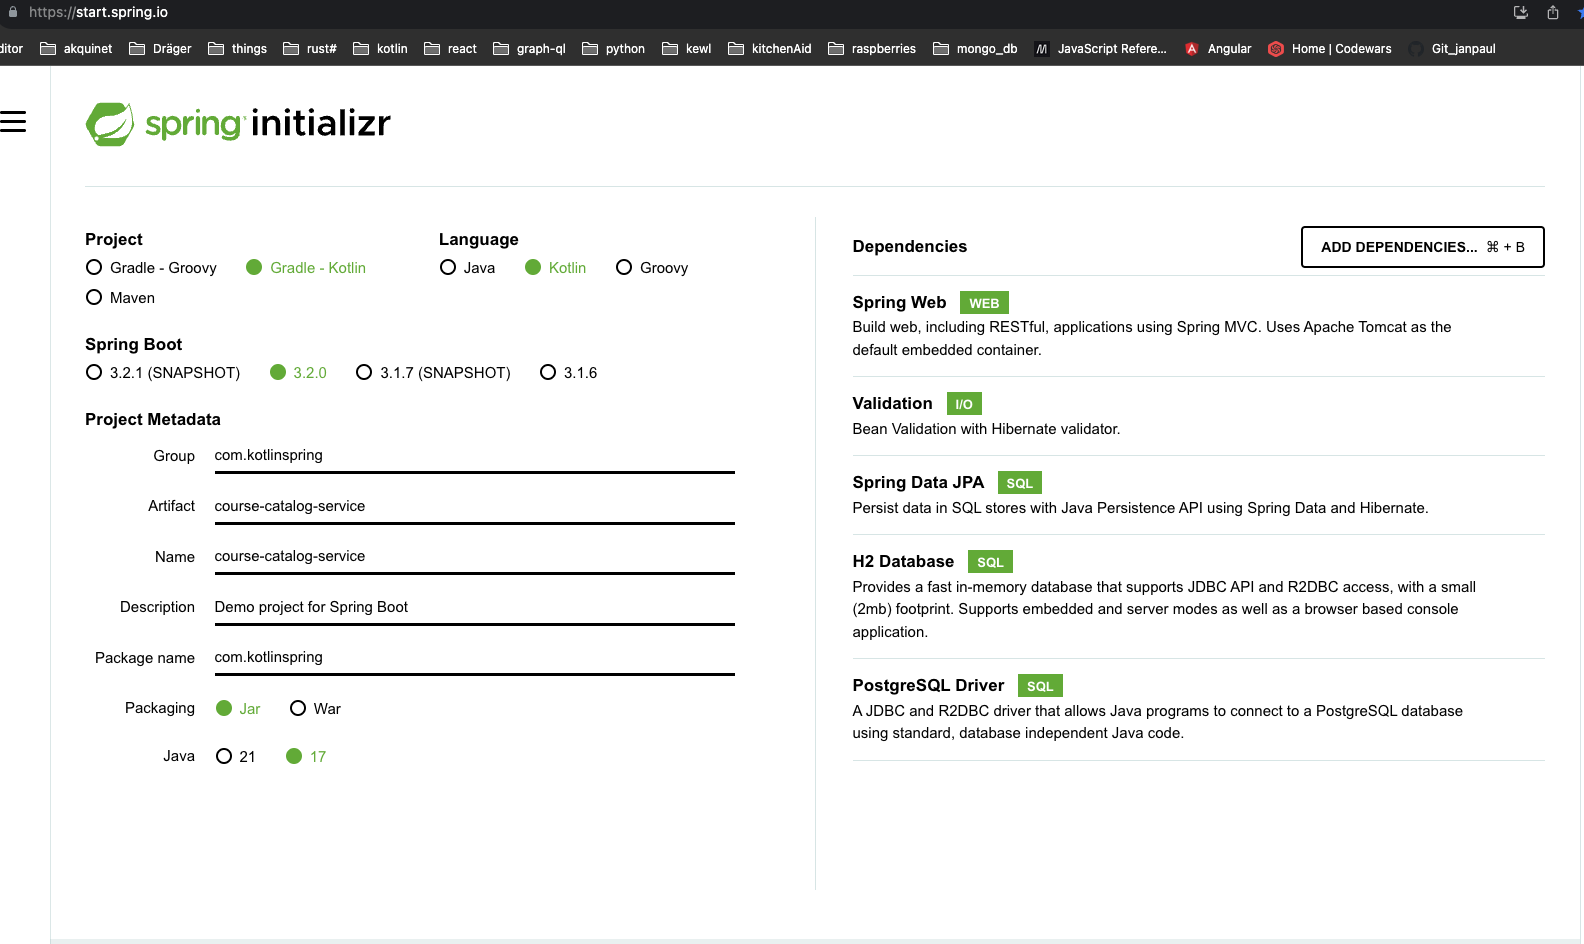 https://start.spring.io
ditor akquinet Dräger things rust# kotlin react graph-ql python kewl kitchenAid raspberries mongo_db JavaScript Refere... Angular Home | Codewars Git_janpaul
spring initializr
Project
Gradle - Groovy Gradle - Kotlin
Maven
Language
Java Kotlin Groovy
Spring Boot
3.2.1 (SNAPSHOT) 3.2.0 3.1.7 (SNAPSHOT) 3.1.6
Project Metadata
Group com.kotlinspring
Artifact course-catalog-service
Name course-catalog-service
Description Demo project for Spring Boot
Package name com.kotlinspring
Packaging Jar War
Java 21 17
Dependencies ADD DEPENDENCIES... ⌘ + B
Spring Web WEB
Build web, including RESTful, applications using Spring MVC. Uses Apache Tomcat as the
default embedded container.
Validation I/O
Bean Validation with Hibernate validator.
Spring Data JPA SQL
Persist data in SQL stores with Java Persistence API using Spring Data and Hibernate.
H2 Database SQL
Provides a fast in-memory database that supports JDBC API and R2DBC access, with a small
(2mb) footprint. Supports embedded and server modes as well as a browser based console
application.
PostgreSQL Driver SQL
A JDBC and R2DBC driver that allows Java programs to connect to a PostgreSQL database
using standard, database independent Java code.